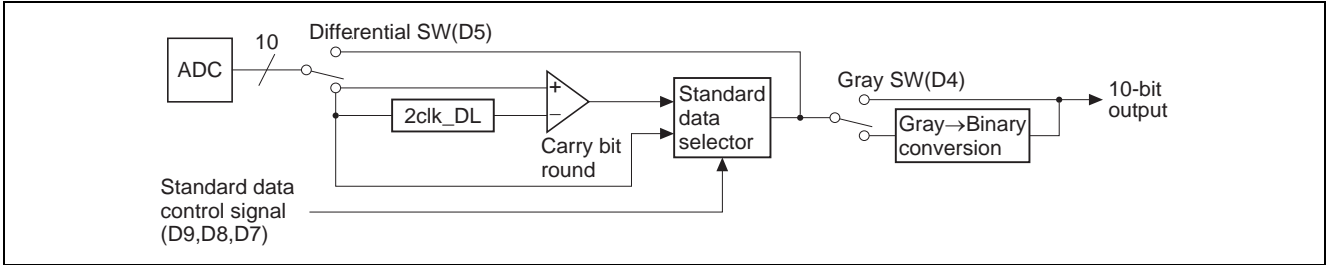 Differential SW(D5)
10
ADC
2clk_DL
+
−
Carry bit
round
Standard
data
selector
Standard data
control signal
(D9,D8,D7)
Gray SW(D4)
Gray→Binary
conversion
10-bit
output